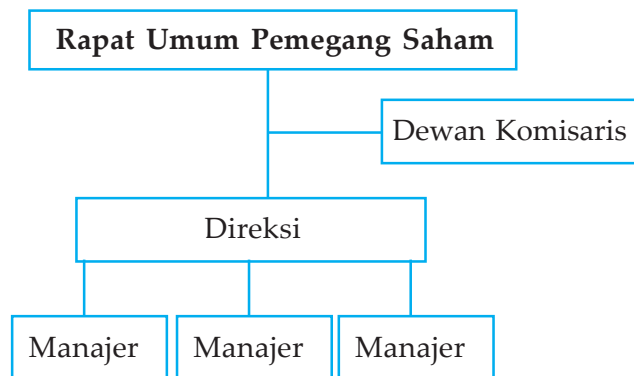 Rapat Umum Pemegang Saham
Dewan Komisaris
Direksi
Manajer
Manajer
Manajer